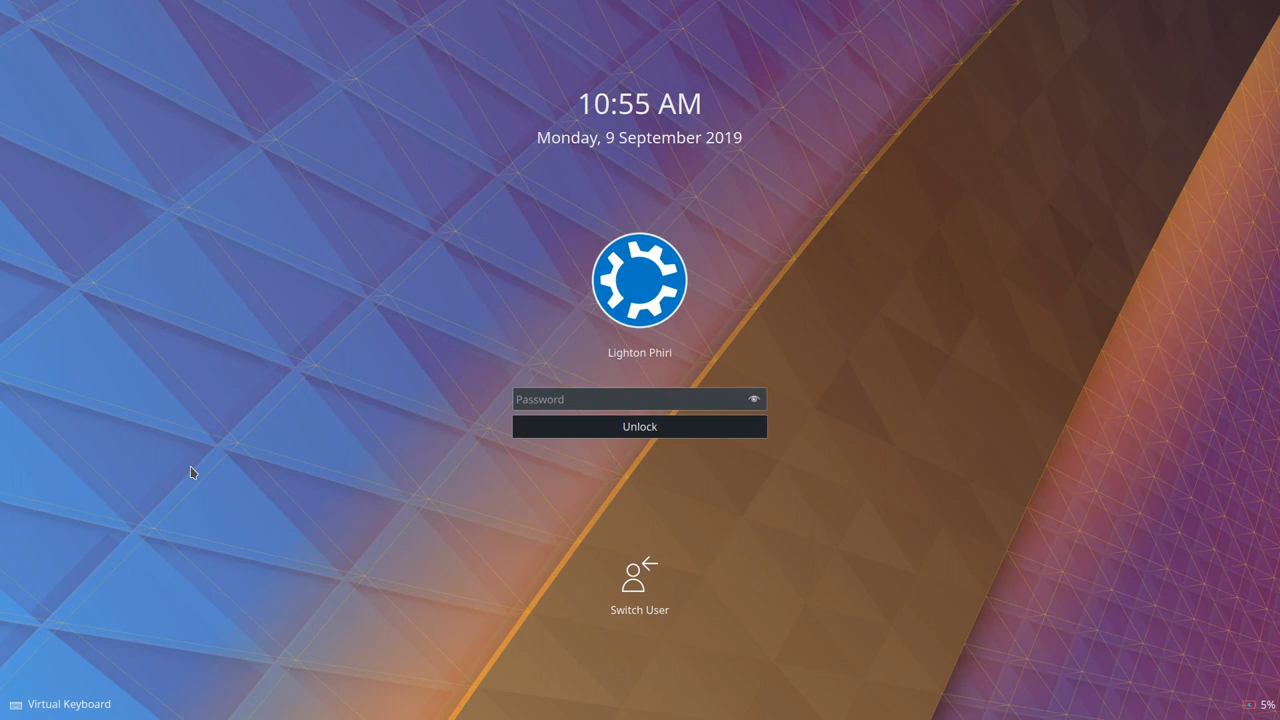 10:55 AM
Monday, 9 September 2019
Lighton Phiri
Password
Unlock
Switch User
Virtual Keyboard
5%